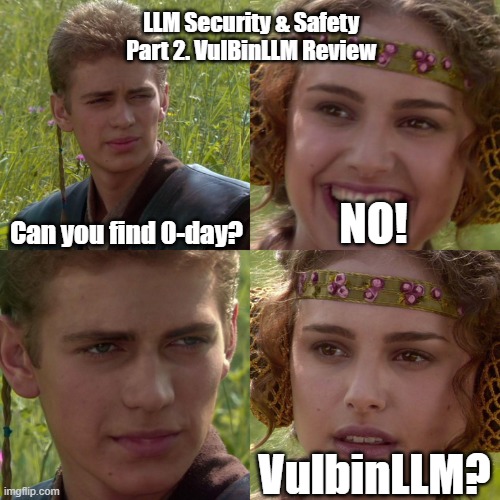 LLM Security & Safety
Part 2. VulBinLLM Review
Can you find 0-day?
NO!
VulbinLLM?
imgflip.com